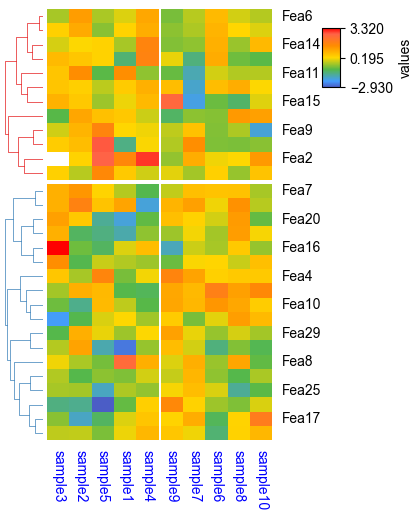 Fea6
Fea14
Fea11
Fea15
Fea9
Fea2
Fea7
Fea20
Fea16
Fea4
Fea10
Fea29
Fea8
Fea25
Fea17
3.320
0.195
−2.930
values
sample3
sample2
sample5
sample1
sample4
sample9
sample7
sample6
sample8
sample10